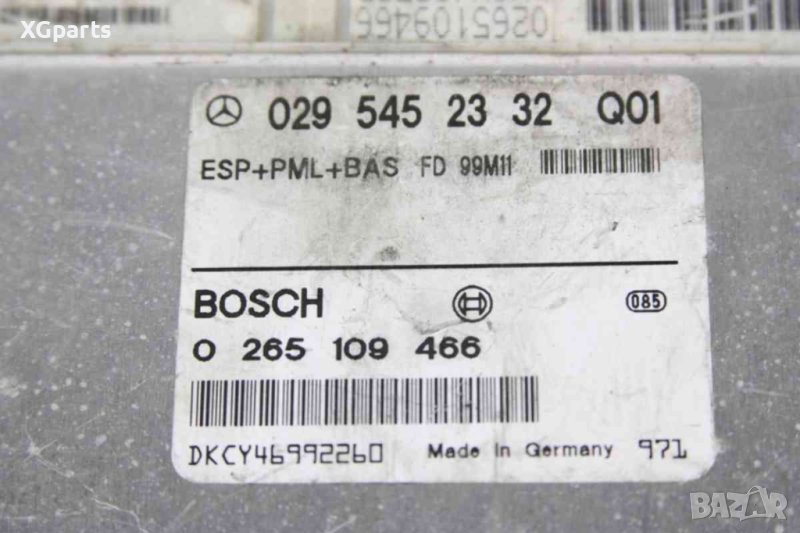 XGparts
0265109466
029 545 23 32 Q01
ESP+PML+BAS FD 99M11
BOSCH
085
0 265 109 466
DKCY46992260 Made in Germany 971
BAZAR